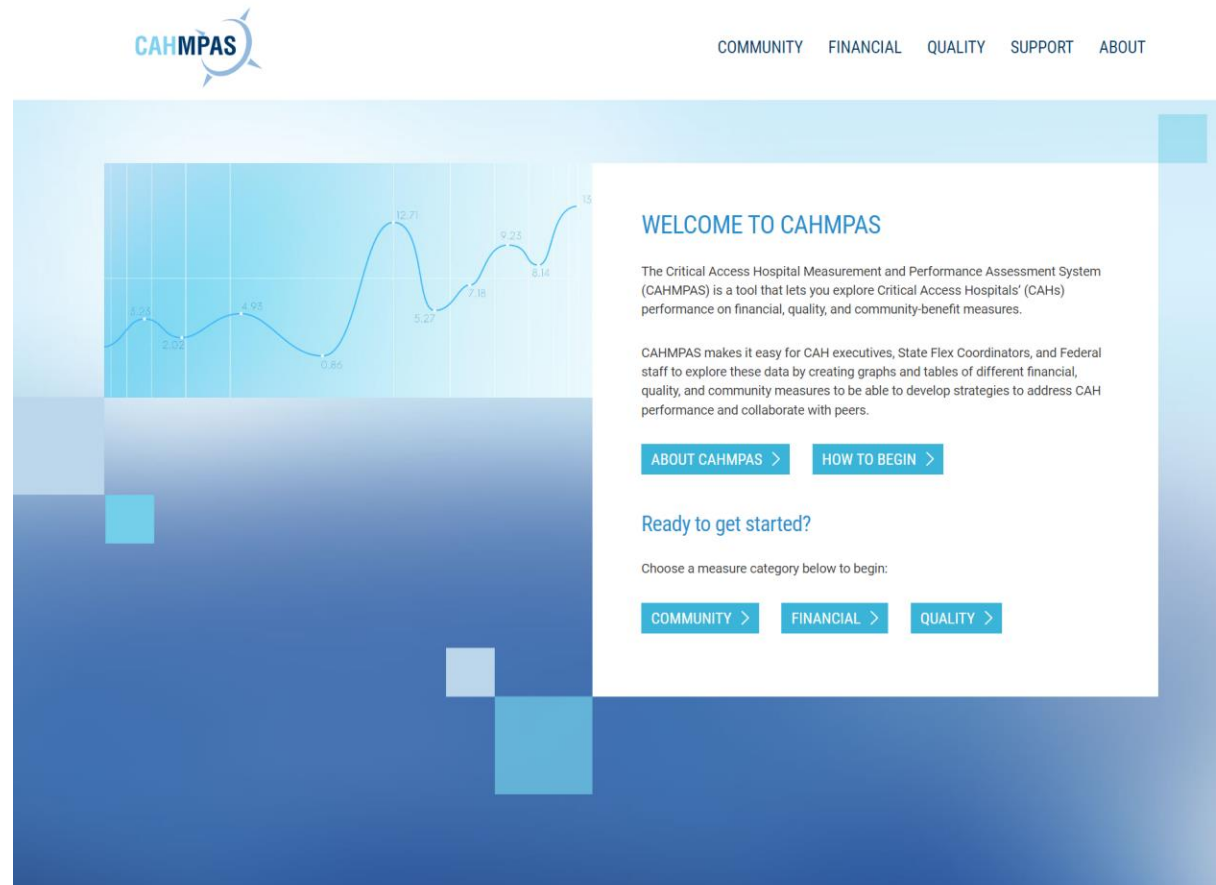 CAHMPAS
COMMUNITY FINANCIAL QUALITY SUPPORT ABOUT
3.23
2.02
4.93
0.86
12.71
5.27
7.18
9.23
8.14
13
WELCOME TO CAHMPAS
The Critical Access Hospital Measurement and Performance Assessment System
(CAHMPAS) is a tool that lets you explore Critical Access Hospitals' (CAHs)
performance on financial, quality, and community-benefit measures.
CAHMPAS makes it easy for CAH executives, State Flex Coordinators, and Federal
staff to explore these data by creating graphs and tables of different financial,
quality, and community measures to be able to develop strategies to address CAH
performance and collaborate with peers.
ABOUT CAHMPAS HOW TO BEGIN
Ready to get started?
Choose a measure category below to begin:
COMMUNITY FINANCIAL QUALITY